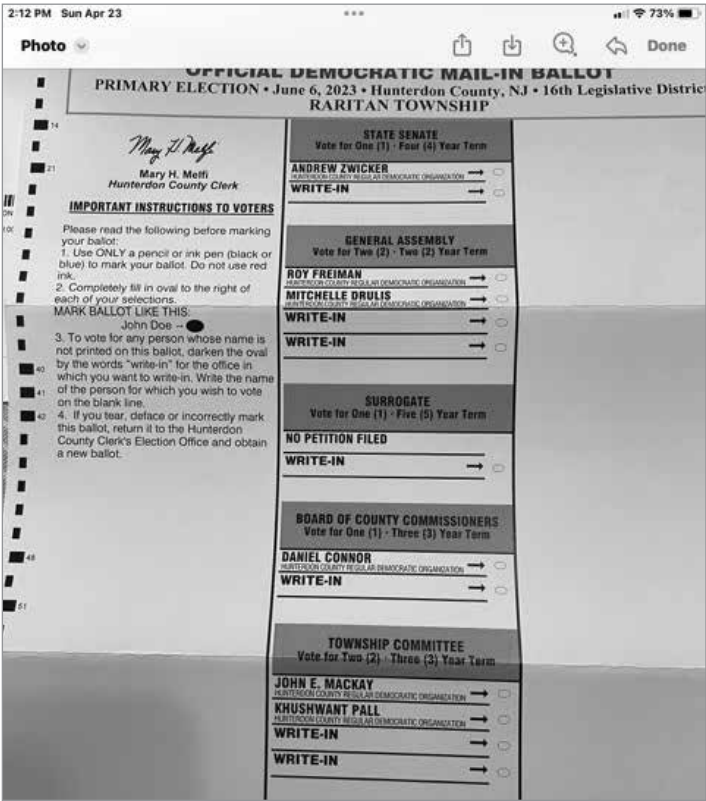 2:12 PM Sun Apr 23
73%
Photo
Done
OFFICIAL DEMOCRATIC MAIL-IN BALLOT
PRIMARY ELECTION • June 6, 2023 • Hunterdon County, NJ • 16th Legislative Distric
RARITAN TOWNSHIP
14
21
Mary H. Melfi
Mary H. Melfi
Hunterdon County Clerk
IMPORTANT INSTRUCTIONS TO VOTERS
Please read the following before marking
your ballot:
1. Use ONLY a pencil or ink pen (black or
blue) to mark your ballot. Do not use red
ink.
2. Completely fill in oval to the right of
each of your selections.
MARK BALLOT LIKE THIS:
John Doe --
3. To vote for any person whose name is
not printed on this ballot, darken the oval
by the words "write-in" for the office in
which you want to write-in. Write the name
of the person for which you wish to vote
on the blank line.
4. If you tear, deface or incorrectly mark
this ballot, return it to the Hunterdon
County Clerk's Election Office and obtain
a new ballot.
40
41
42
48
51
STATE SENATE
Vote for One (1) - Four (4) Year Term
ANDREW ZWICKER
HUNTERDON COUNTY REGULAR DEMOCRATIC ORGANIZATION
WRITE-IN
GENERAL ASSEMBLY
Vote for Two (2) - Two (2) Year Term
ROY FREIMAN
HUNTERDON COUNTY REGULAR DEMOCRATIC ORGANIZATION
MITCHELLE DRULIS
HUNTERDON COUNTY REGULAR DEMOCRATIC ORGANIZATION
WRITE-IN
WRITE-IN
SURROGATE
Vote for One (1) - Five (5) Year Term
NO PETITION FILED
WRITE-IN
BOARD OF COUNTY COMMISSIONERS
Vote for One (1) - Three (3) Year Term
DANIEL CONNOR
HUNTERDON COUNTY REGULAR DEMOCRATIC ORGANIZATION
WRITE-IN
TOWNSHIP COMMITTEE
Vote for Two (2) - Three (3) Year Term
JOHN E. MACKAY
HUNTERDON COUNTY REGULAR DEMOCRATIC ORGANIZATION
KHUSHWANT PALL
HUNTERDON COUNTY REGULAR DEMOCRATIC ORGANIZATION
WRITE-IN
WRITE-IN